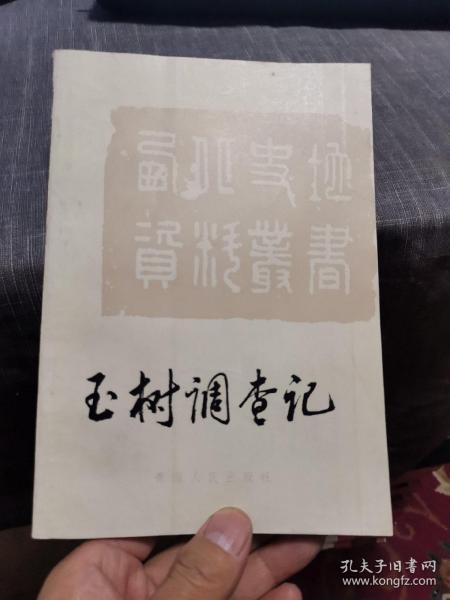 西北史地
資料叢書
玉树调查记
青海人民出版社
孔夫子旧书网
www.kongfz.com